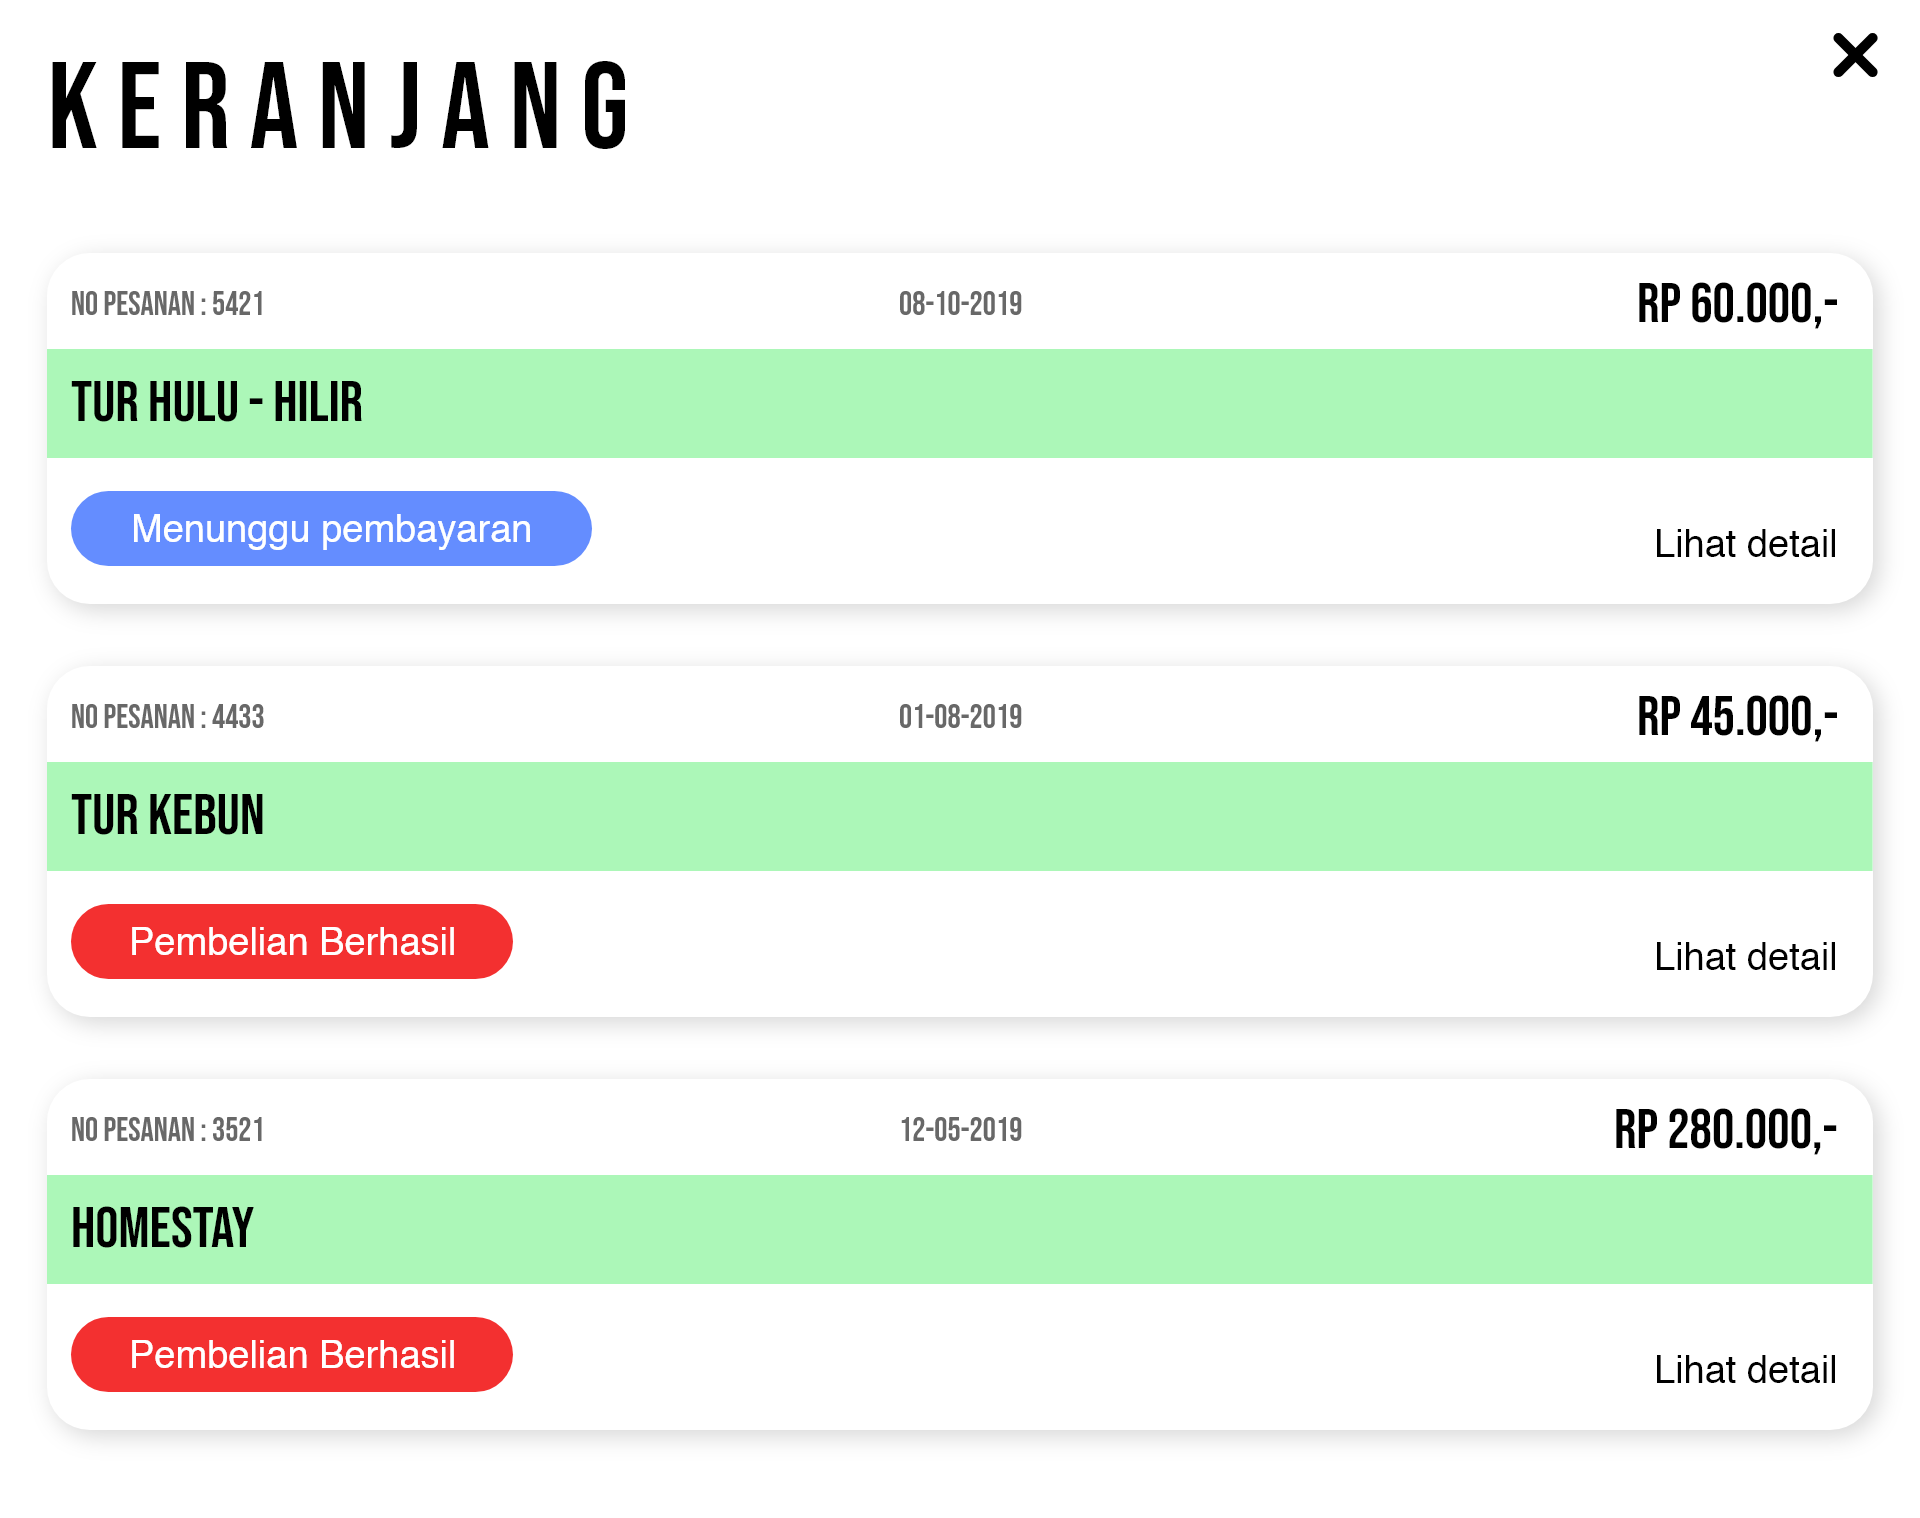 KERANJANG
NO PESANAN : 5421 08-10-2019 RP 60.000,-
TUR HULU - HILIR
Menunggu pembayaran Lihat detail
NO PESANAN : 4433 01-08-2019 RP 45.000,-
TUR KEBUN
Pembelian Berhasil Lihat detail
NO PESANAN : 3521 12-05-2019 RP 280.000,-
HOMESTAY
Pembelian Berhasil Lihat detail